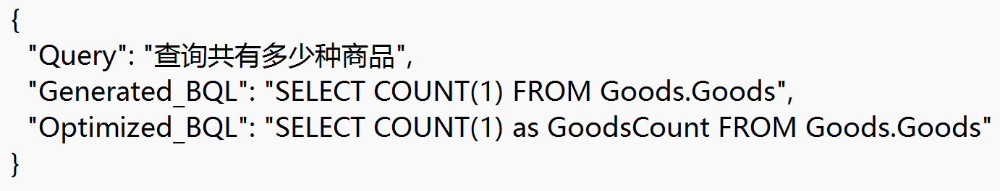 {
"Query": "查询共有多少种商品",
"Generated_BQL": "SELECT COUNT(1) FROM Goods.Goods",
"Optimized_BQL": "SELECT COUNT(1) as GoodsCount FROM Goods.Goods"
}